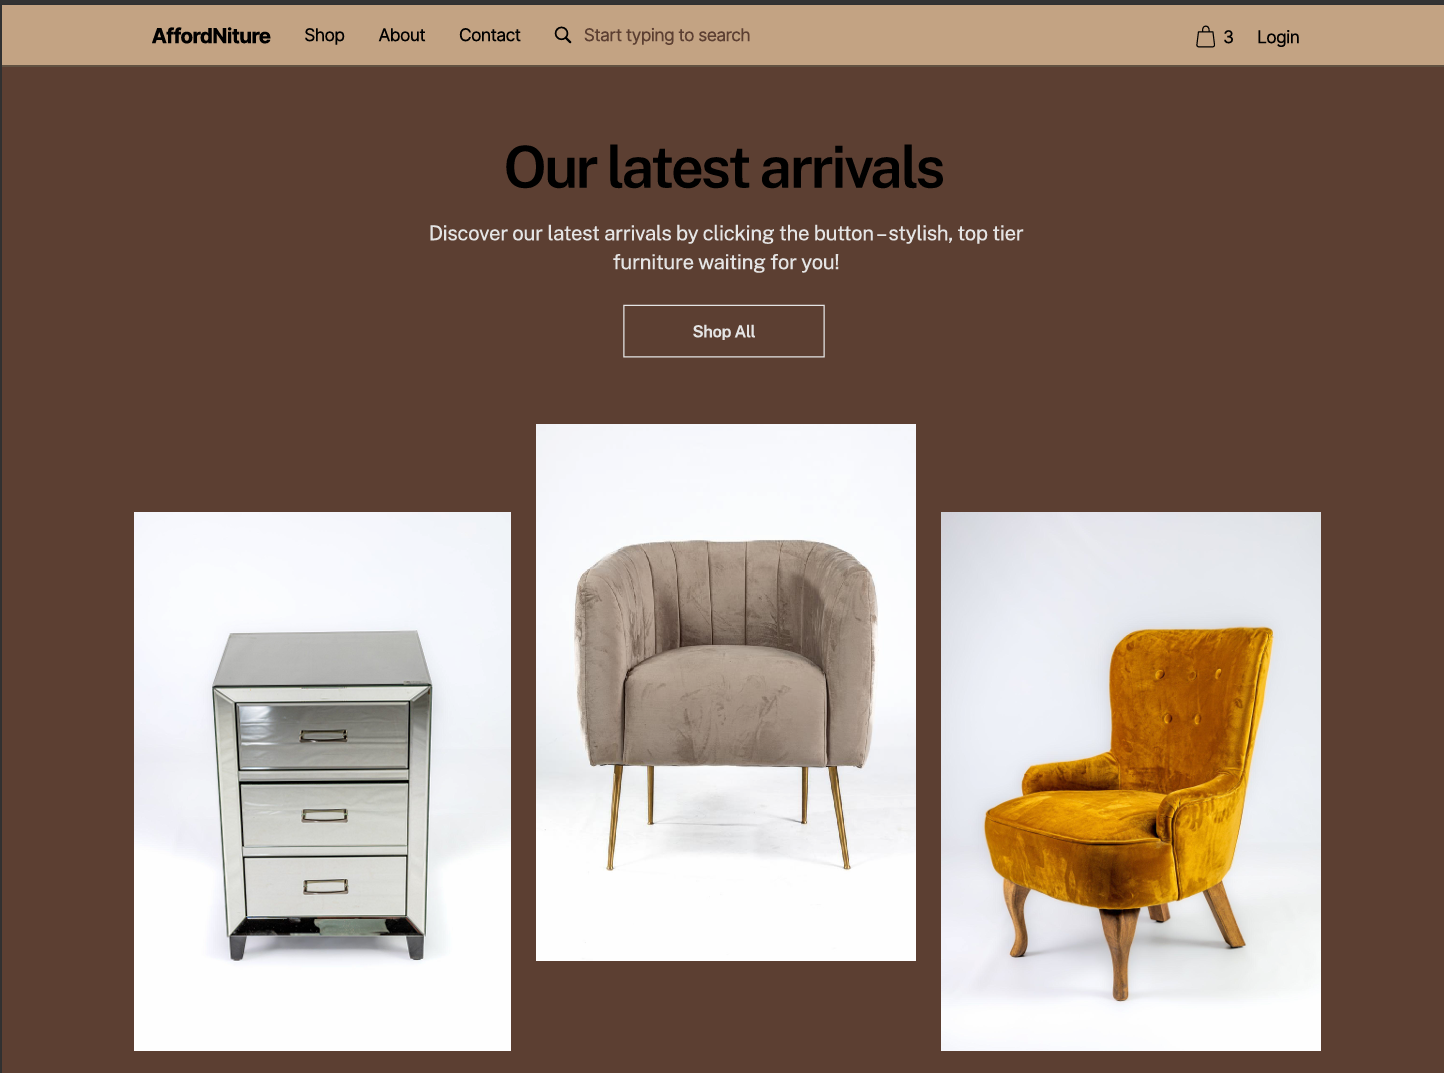 AffordNiture Shop About Contact Start typing to search 3 Login
Our latest arrivals
Discover our latest arrivals by clicking the button – stylish, top tier
furniture waiting for you!
Shop All